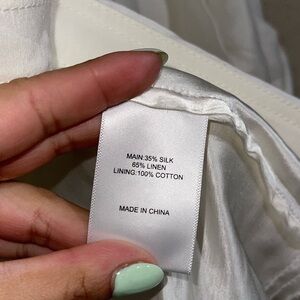 MAIN:35% SILK
65% LINEN
LINING:100% COTTON
MADE IN CHINA